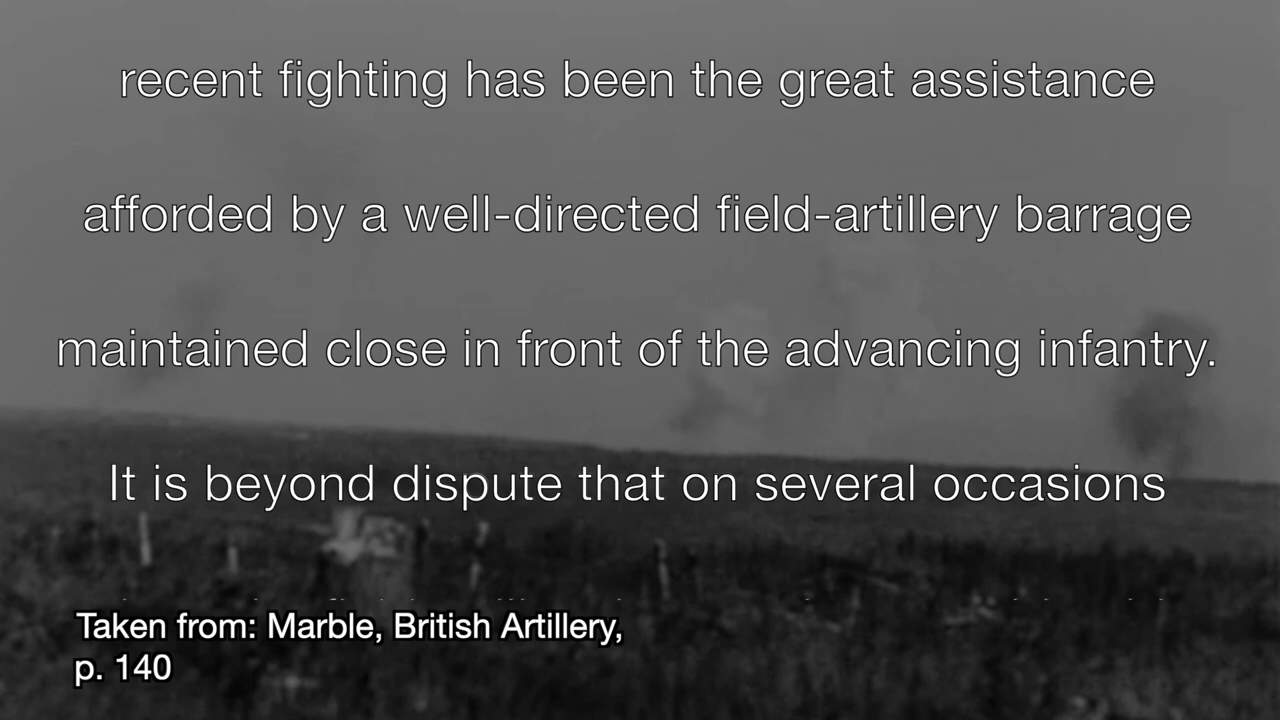 recent fighting has been the great assistance
afforded by a well-directed field-artillery barrage
maintained close in front of the advancing infantry.
It is beyond dispute that on several occasions
Taken from: Marble, British Artillery,
p. 140